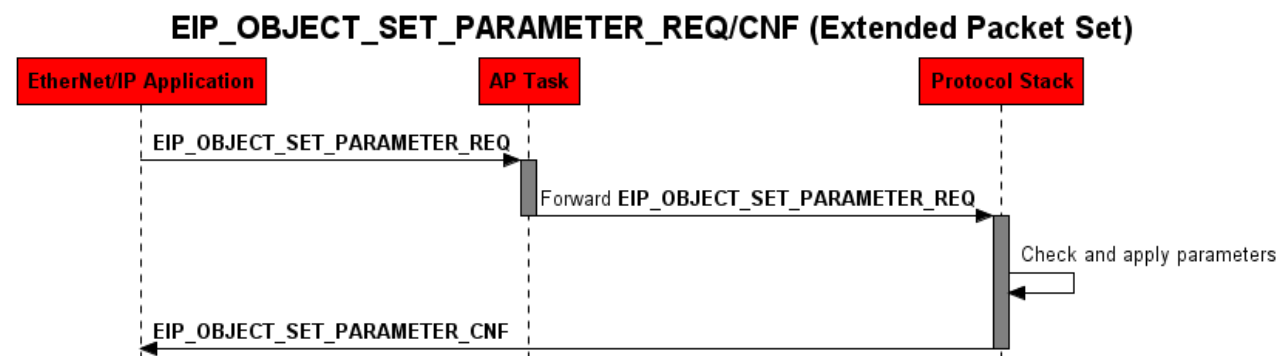 EIP_OBJECT_SET_PARAMETER_REQ/CNF (Extended Packet Set)
EtherNet/IP Application
AP Task
Protocol Stack
EIP_OBJECT_SET_PARAMETER_REQ
Forward EIP_OBJECT_SET_PARAMETER_REQ
Check and apply parameters
EIP_OBJECT_SET_PARAMETER_CNF